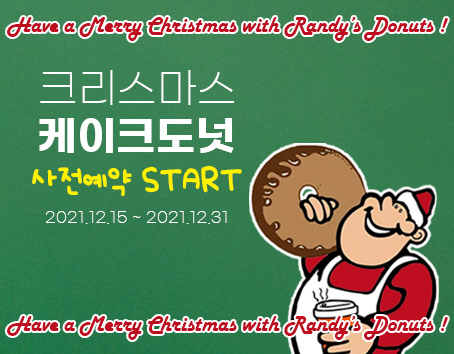 Have a Merry Christmas with Randy's Donuts !
크리스마스
케이크도넛
사전예약 START
2021.12.15 ~ 2021.12.31
Have a Merry Christmas with Randy's Donuts !